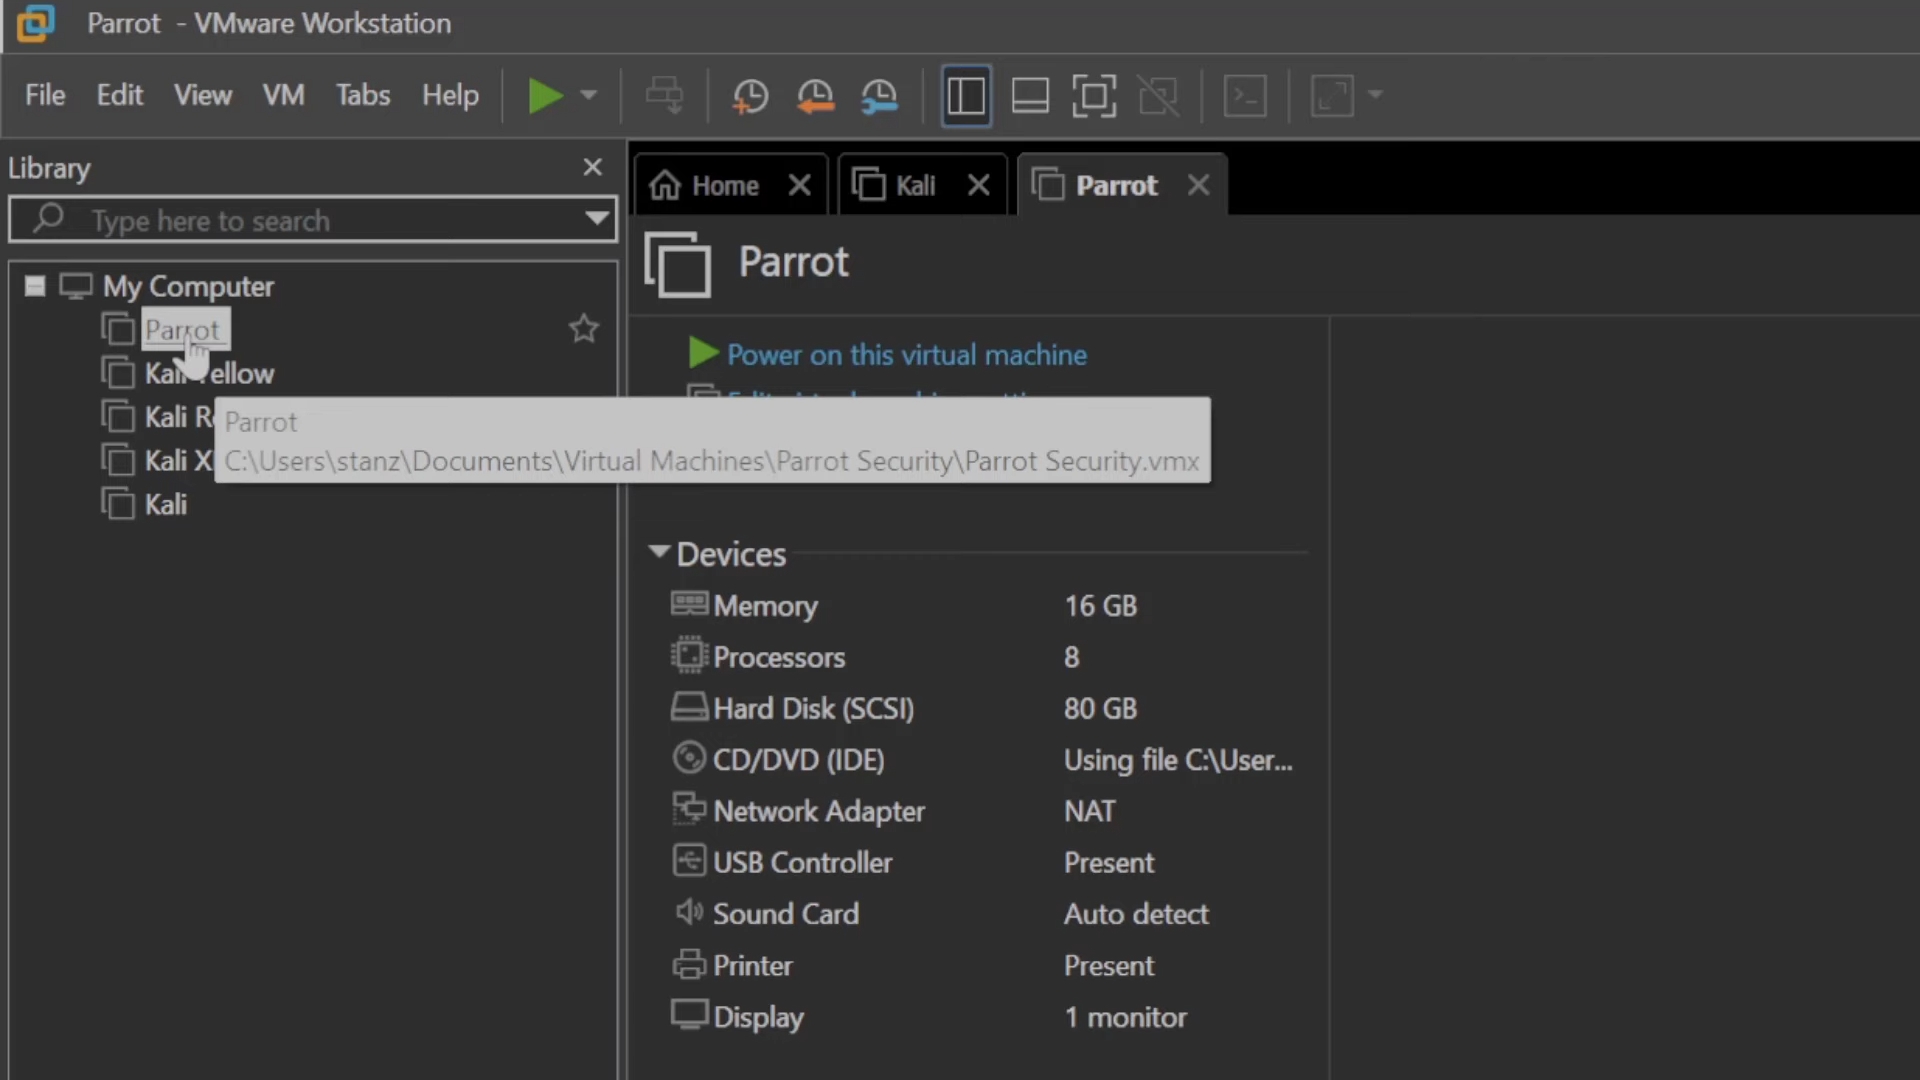 Parrot - VMware Workstation
File Edit View VM Tabs Help
Library
Type here to search
Home
Kali
Parrot
My Computer
Parrot
Kali
Kali
Kali
Kali
Parrot
Power on this virtual machine
Parrot
C:\Users\stanz\Documents\Virtual Machines\Parrot Security\Parrot Security.vmx
Devices
Memory 16 GB
Processors 8
Hard Disk (SCSI) 80 GB
CD/DVD (IDE) Using file C:\User...
Network Adapter NAT
USB Controller Present
Sound Card Auto detect
Printer Present
Display 1 monitor